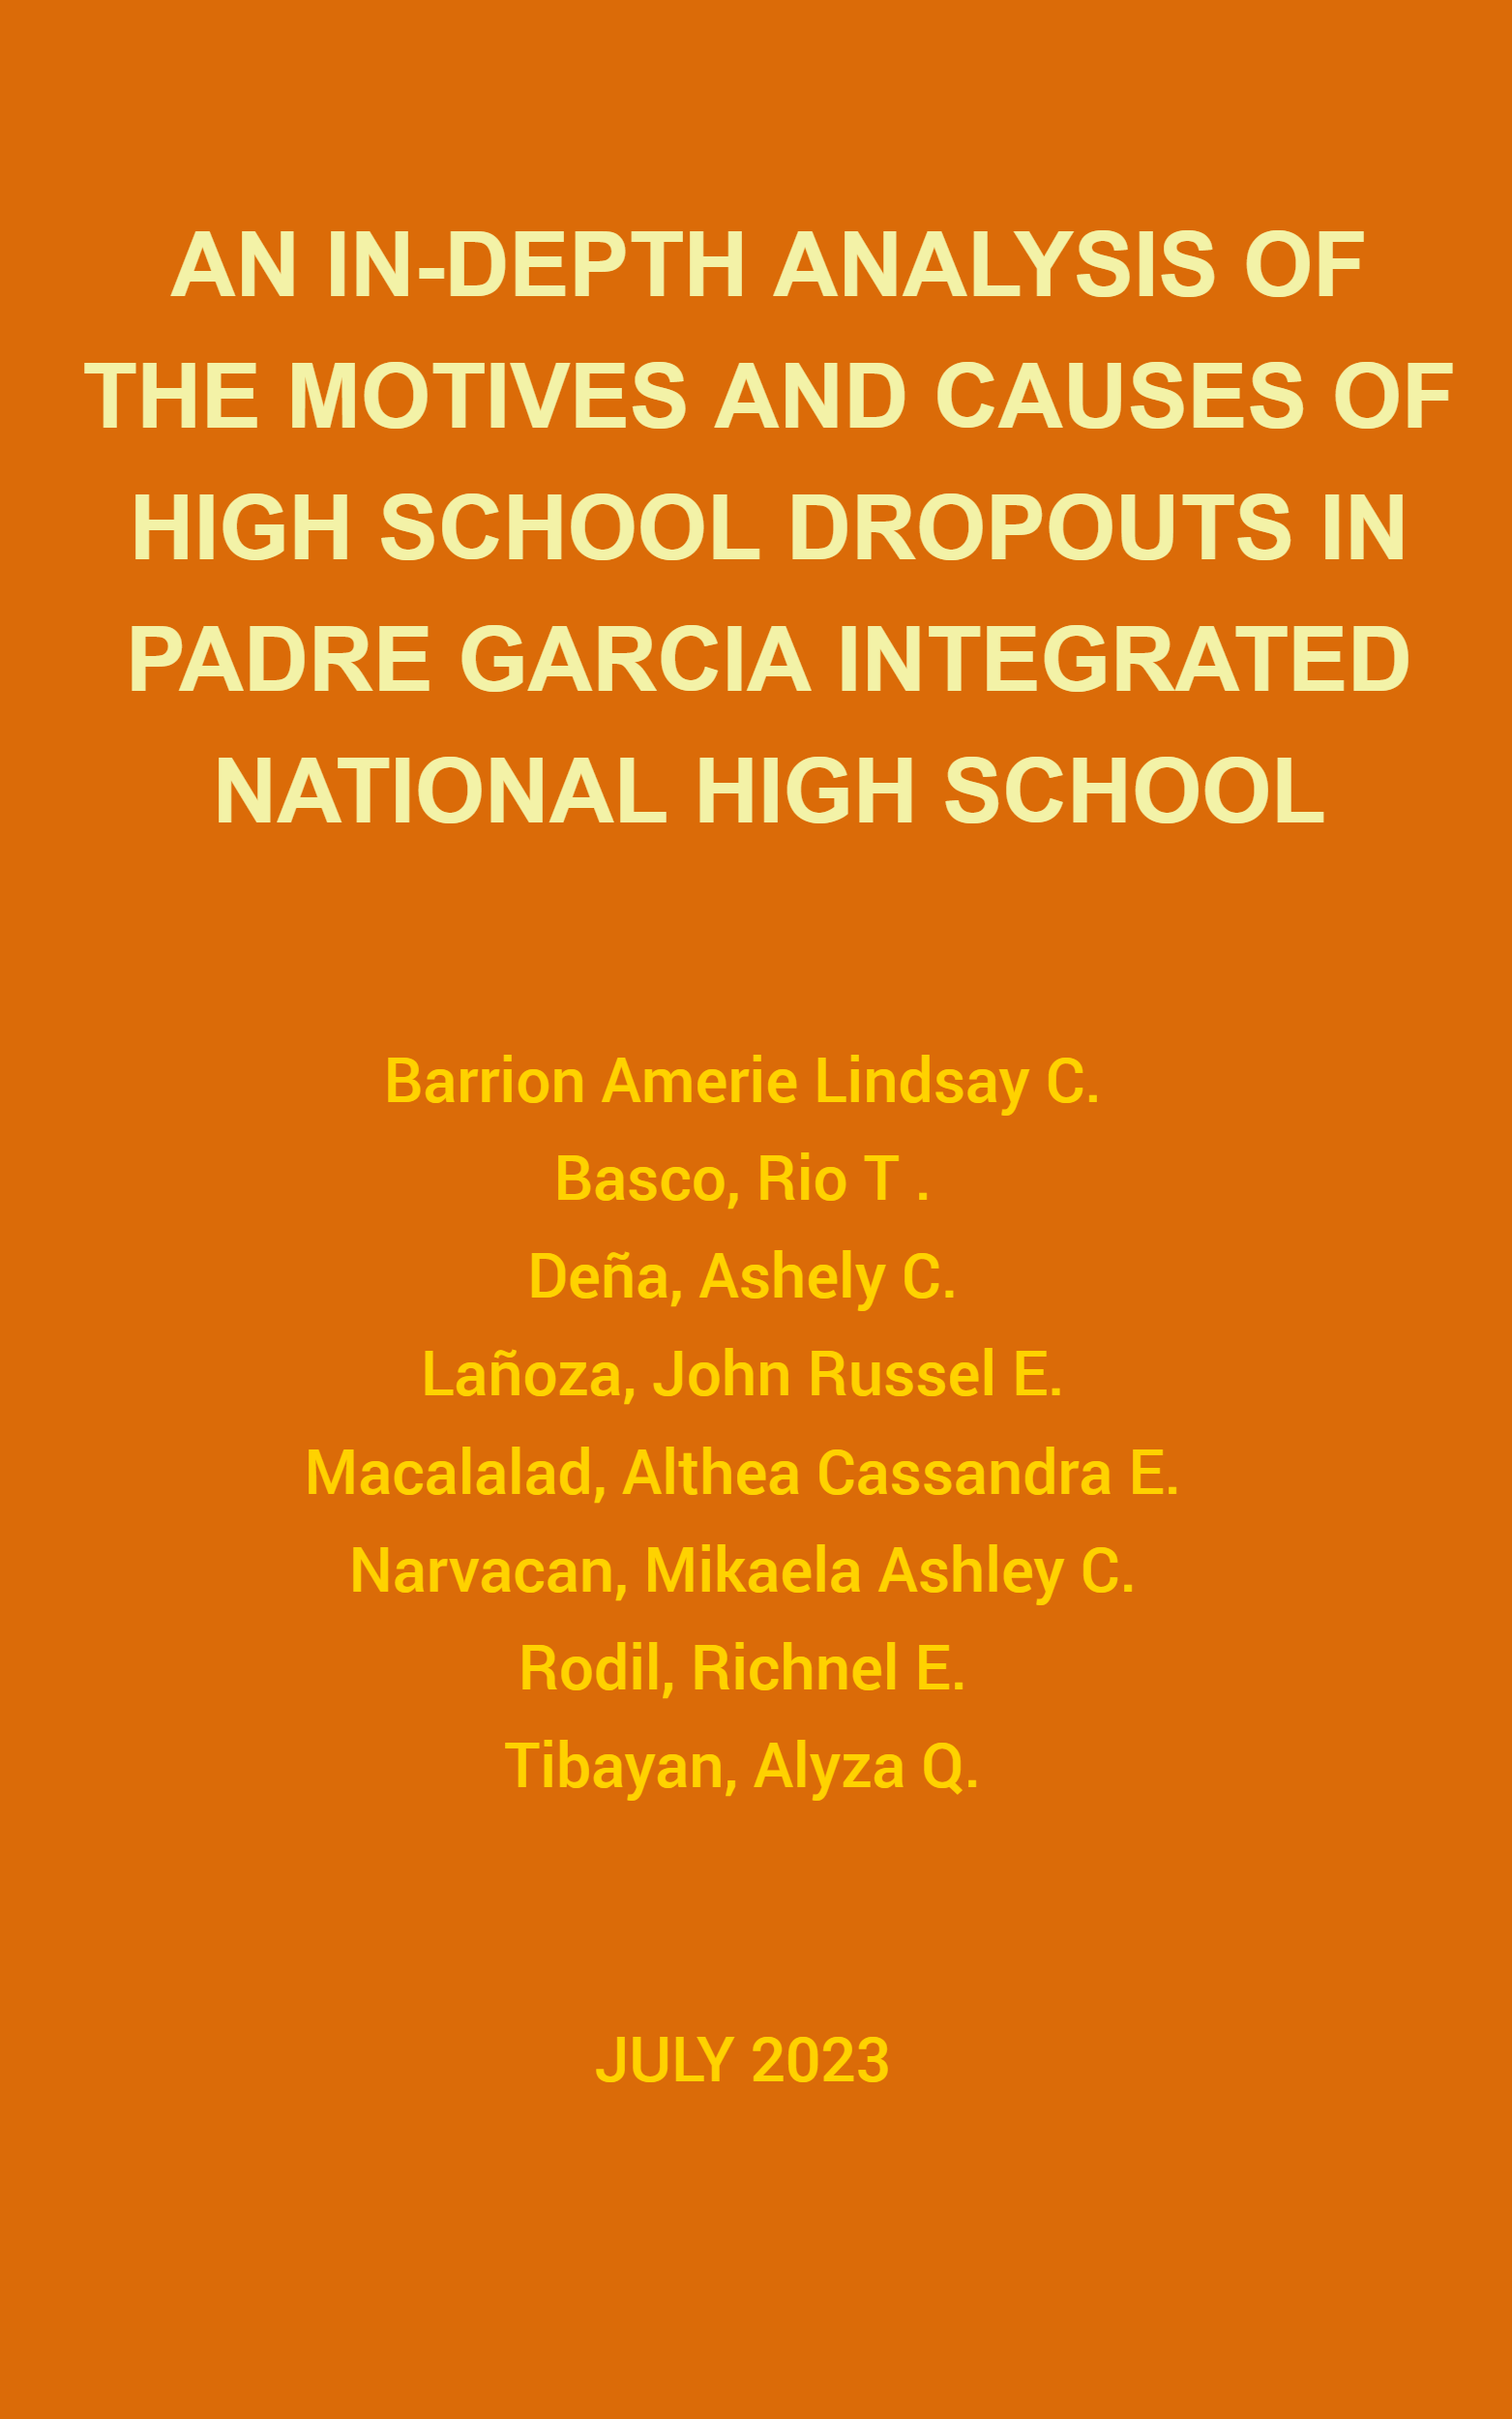 AN IN-DEPTH ANALYSIS OF
THE MOTIVES AND CAUSES OF
HIGH SCHOOL DROPOUTS IN
PADRE GARCIA INTEGRATED
NATIONAL HIGH SCHOOL
Barrion Amerie Lindsay C.
Basco, Rio T .
Deña, Ashely C.
Lañoza, John Russel E.
Macalalad, Althea Cassandra E.
Narvacan, Mikaela Ashley C.
Rodil, Richnel E.
Tibayan, Alyza Q.
JULY 2023